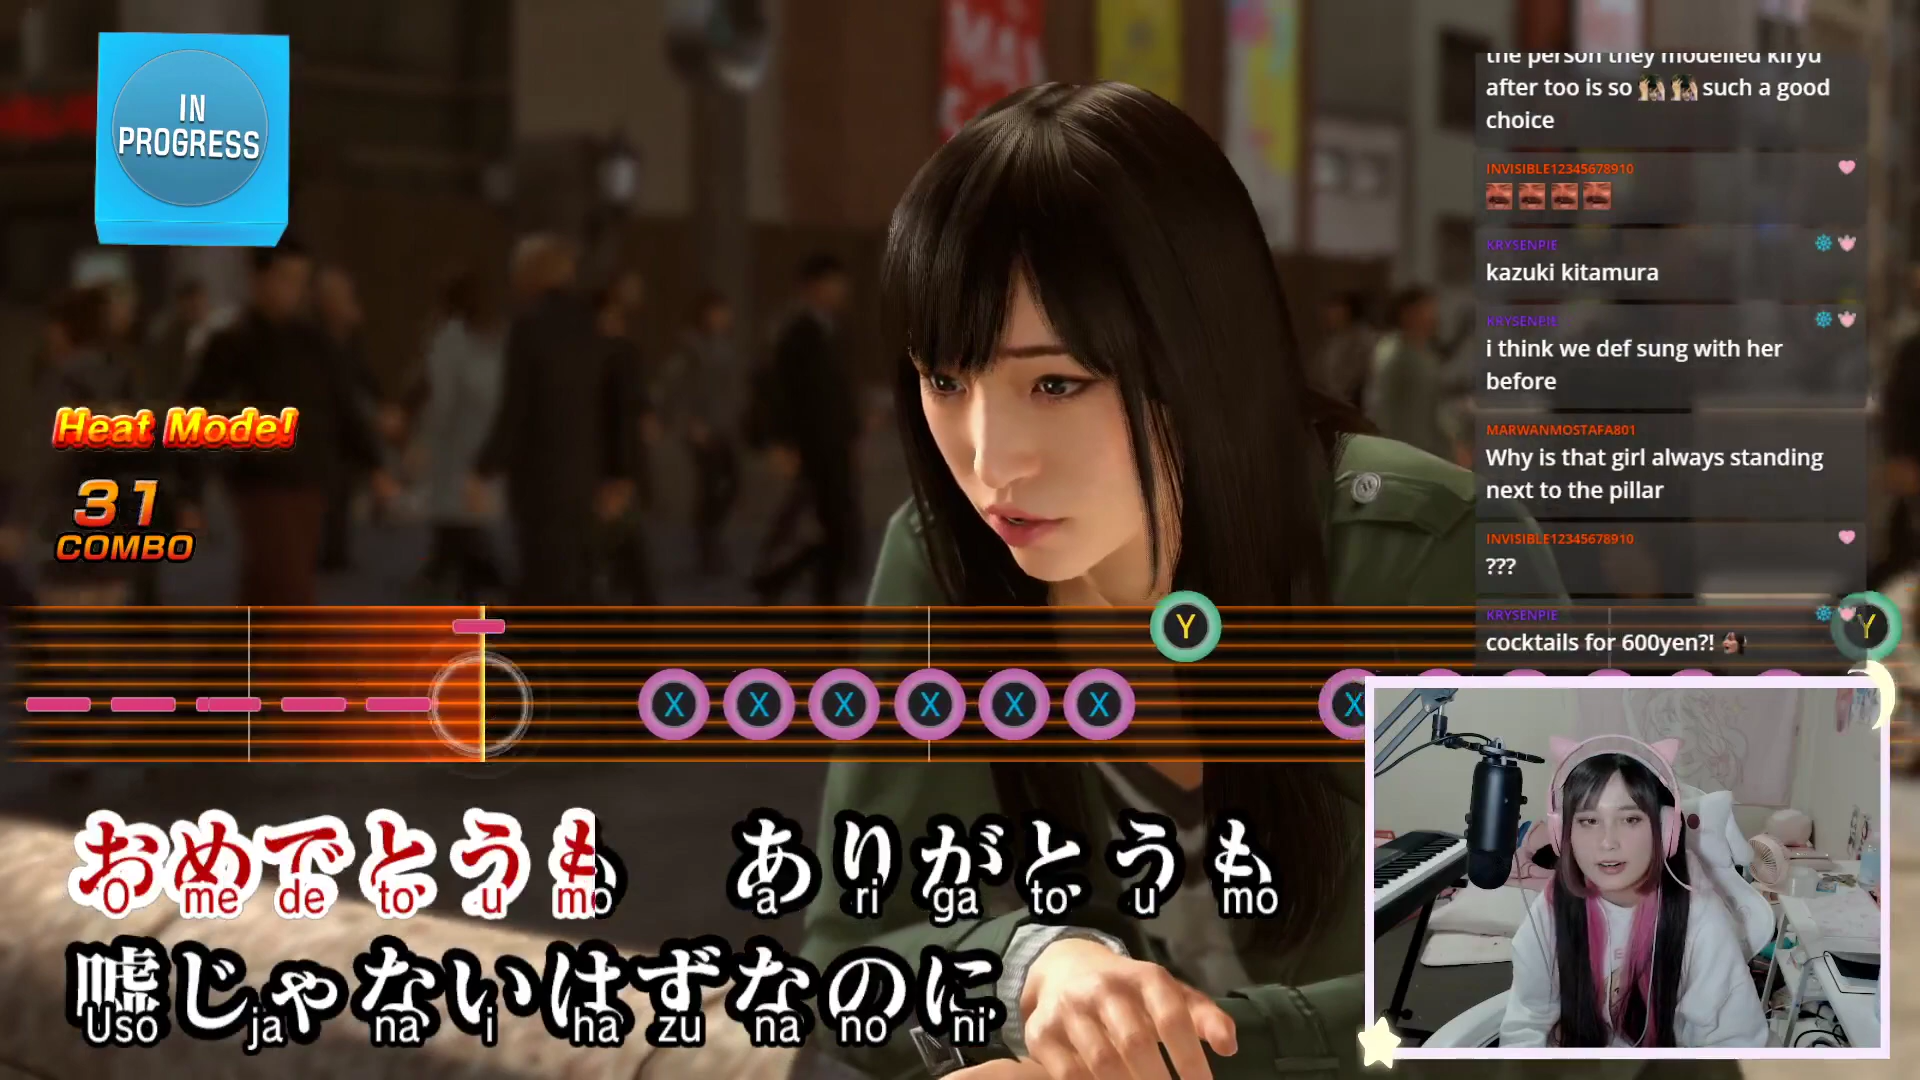 IN
PROGRESS
the person they modelled kiryu
after too is so such a good
choice
INVISIBLE12345678910
KRYSENPIE
kazuki kitamura
KRYSENPIE
i think we def sung with her
before
MARWANMOSTAFA801
Why is that girl always standing
next to the pillar
INVISIBLE12345678910
???
KRYSENPIE
cocktails for 600yen?!
Heat Mode!
31
COMBO
Y Y
X X X X X X X
おめでとうも ありがとうも
O me de to u mo a ri ga to u mo
嘘じゃないはずなのに
Uso ja na i ha zu na no ni